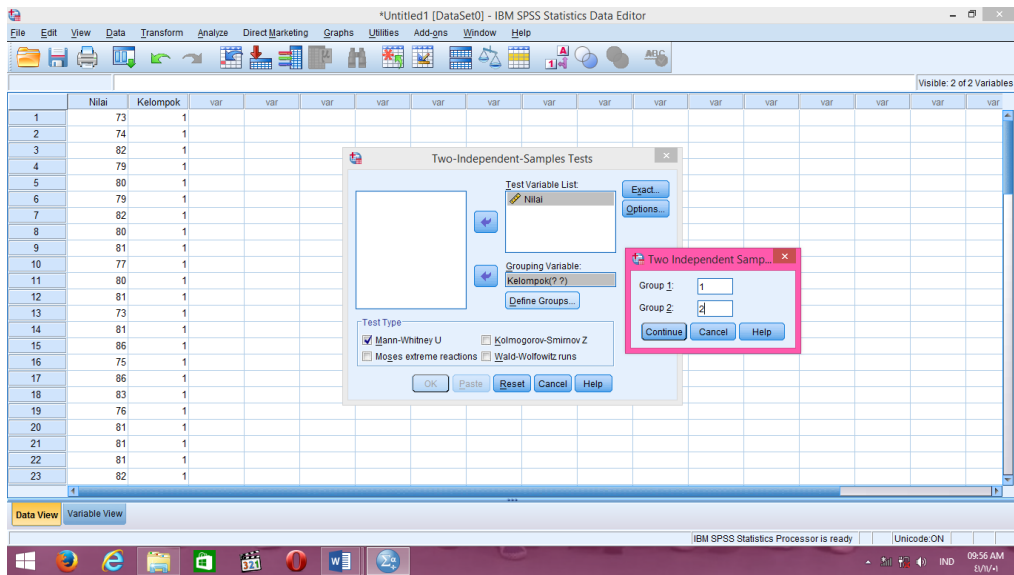 *Untitled1 [DataSet0] - IBM SPSS Statistics Data Editor
File Edit View Data Transform Analyze Direct Marketing Graphs Utilities Add-ons Window Help
Visible: 2 of 2 Variables
Nilai Kelompok var var var var var var var var var var var var var var var
1 73 1
2 74 1
3 82 1
4 79 1
5 80 1
6 79 1
7 82 1
8 80 1
9 81 1
10 77 1
11 80 1
12 81 1
13 73 1
14 81 1
15 86 1
16 75 1
17 86 1
18 83 1
19 76 1
20 81 1
21 81 1
22 81 1
23 82 1
Two-Independent-Samples Tests
Test Variable List:
Nilai
Exact...
Options...
Grouping Variable:
Kelompok(? ?)
Define Groups...
Test Type
Mann-Whitney U Kolmogorov-Smirnov Z
Moses extreme reactions Wald-Wolfowitz runs
OK Paste Reset Cancel Help
Two Independent Samp...
Group 1: 1
Group 2: 2
Continue Cancel Help
Data View Variable View
IBM SPSS Statistics Processor is ready Unicode:ON
IND 09:56 AM